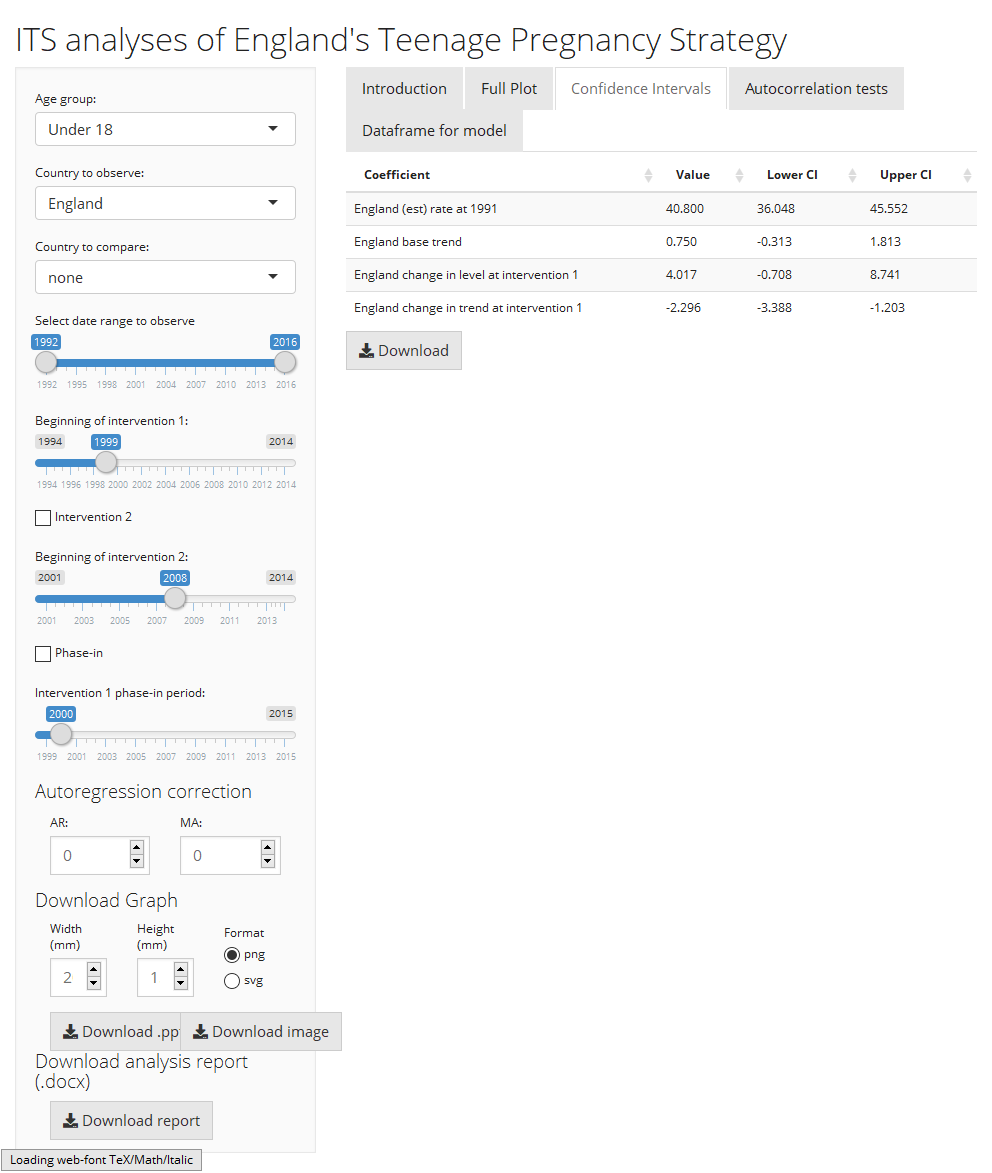 ITS analyses of England's Teenage Pregnancy Strategy
Age group:
Under 18
Country to observe:
England
Country to compare:
none
Select date range to observe
1992 2016
1992 1995 1998 2001 2004 2007 2010 2013 2016
Beginning of intervention 1:
1994 1999 2014
1994 1996 1998 2000 2002 2004 2006 2008 2010 2012 2014
Intervention 2
Beginning of intervention 2:
2001 2008 2014
2001 2003 2005 2007 2009 2011 2013
Phase-in
Intervention 1 phase-in period:
2000 2015
1999 2001 2003 2005 2007 2009 2011 2013 2015
Autoregression correction
AR: MA:
0 0
Download Graph
Width (mm) Height (mm) Format
2 1 png
svg
Download .pp Download image
Download analysis report
(.docx)
Download report
Loading web-font TeX/Math/Italic
Introduction Full Plot Confidence Intervals Autocorrelation tests
Dataframe for model
Coefficient Value Lower CI Upper CI
England (est) rate at 1991 40.800 36.048 45.552
England base trend 0.750 -0.313 1.813
England change in level at intervention 1 4.017 -0.708 8.741
England change in trend at intervention 1 -2.296 -3.388 -1.203
Download